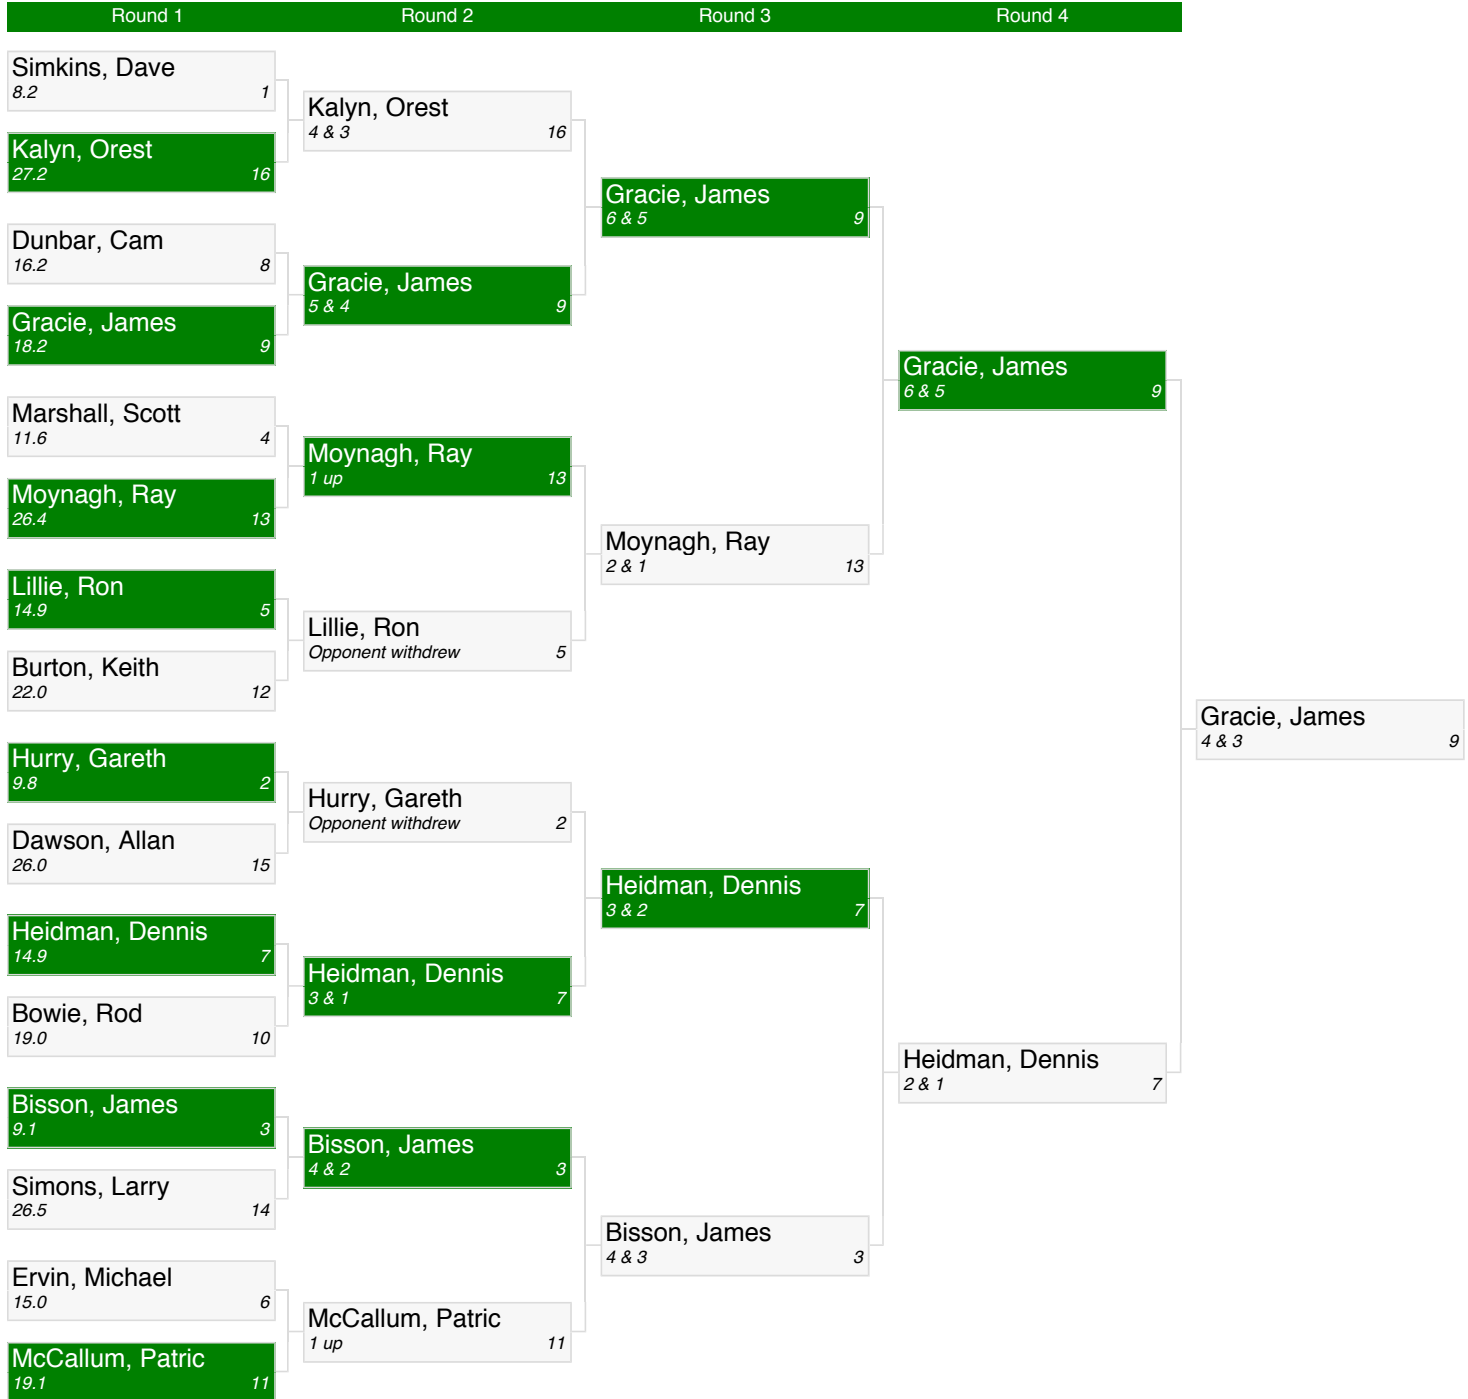 Round 1 Round 2 Round 3 Round 4
Simkins, Dave
8.2 1
Kalyn, Orest
27.2 16
Dunbar, Cam
16.2 8
Gracie, James
18.2 9
Marshall, Scott
11.6 4
Moynagh, Ray
26.4 13
Lillie, Ron
14.9 5
Burton, Keith
22.0 12
Hurry, Gareth
9.8 2
Dawson, Allan
26.0 15
Heidman, Dennis
14.9 7
Bowie, Rod
19.0 10
Bisson, James
9.1 3
Simons, Larry
26.5 14
Ervin, Michael
15.0 6
McCallum, Patric
19.1 11
Kalyn, Orest
4 & 3 16
Gracie, James
5 & 4 9
Moynagh, Ray
1 up 13
Lillie, Ron
Opponent withdrew 5
Hurry, Gareth
Opponent withdrew 2
Heidman, Dennis
3 & 1 7
Bisson, James
4 & 2 3
McCallum, Patric
1 up 11
Gracie, James
6 & 5 9
Moynagh, Ray
2 & 1 13
Heidman, Dennis
3 & 2 7
Bisson, James
4 & 3 3
Gracie, James
6 & 5 9
Heidman, Dennis
2 & 1 7
Gracie, James
4 & 3 9